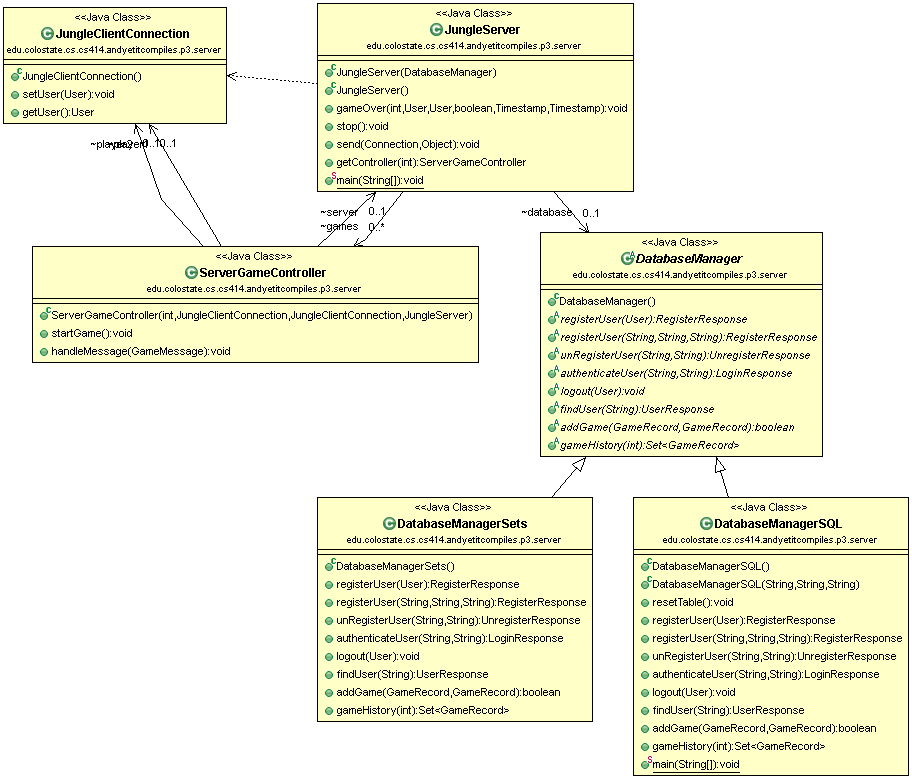 <<Java Class>>
JungleClientConnection
edu.colostate.cs.cs414.andyetitcompiles.p3.server
JungleClientConnection()
setUser(User):void
getUser():User
<<Java Class>>
JungleServer
edu.colostate.cs.cs414.andyetitcompiles.p3.server
JungleServer(DatabaseManager)
JungleServer()
gameOver(int,User,User,boolean,Timestamp,Timestamp):void
stop():void
send(Connection,Object):void
getController(int):ServerGameController
main(String[]):void
0..1
~server 0..1
~games 0..*
~database 0..1
<<Java Class>>
ServerGameController
edu.colostate.cs.cs414.andyetitcompiles.p3.server
ServerGameController(int,JungleClientConnection,JungleClientConnection,JungleServer)
startGame():void
handleMessage(GameMessage):void
<<Java Class>>
DatabaseManager
edu.colostate.cs.cs414.andyetitcompiles.p3.server
DatabaseManager()
registerUser(User):RegisterResponse
registerUser(String,String,String):RegisterResponse
unRegisterUser(String,String):UnregisterResponse
authenticateUser(String,String):LoginResponse
logout(User):void
findUser(String):UserResponse
addGame(GameRecord,GameRecord):boolean
gameHistory(int):Set<GameRecord>
<<Java Class>>
DatabaseManagerSets
edu.colostate.cs.cs414.andyetitcompiles.p3.server
DatabaseManagerSets()
registerUser(User):RegisterResponse
registerUser(String,String,String):RegisterResponse
unRegisterUser(String,String):UnregisterResponse
authenticateUser(String,String):LoginResponse
logout(User):void
findUser(String):UserResponse
addGame(GameRecord,GameRecord):boolean
gameHistory(int):Set<GameRecord>
<<Java Class>>
DatabaseManagerSQL
edu.colostate.cs.cs414.andyetitcompiles.p3.server
DatabaseManagerSQL()
DatabaseManagerSQL(String,String,String)
resetTable():void
registerUser(User):RegisterResponse
registerUser(String,String,String):RegisterResponse
unRegisterUser(String,String):UnregisterResponse
authenticateUser(String,String):LoginResponse
logout(User):void
findUser(String):UserResponse
addGame(GameRecord,GameRecord):boolean
gameHistory(int):Set<GameRecord>
main(String[]):void